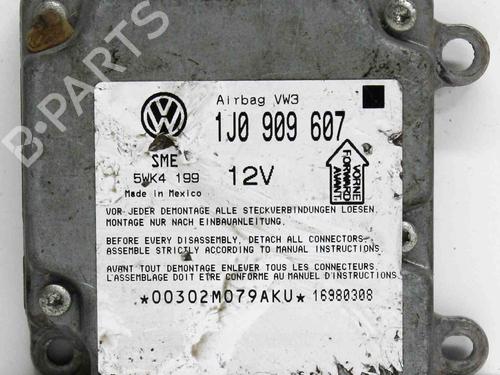 Airbag VW3
1J0 909 607
SME
5WK4 199
12V
Made in Mexico
VORNE
FORWARD
AVANT
VOR JEDER DEMONTAGE ALLE STECKVERBINDUNGEN LOESEN.
MONTAGE NUR NACH EINBAUANLEITUNG.
BEFORE EVERY DISASSEMBLY, DETACH ALL CONNECTORS.
ASSEMBLE STRICTLY ACCORDING TO MANUAL INSTRUCTIONS.
AVANT TOUT DEMONTAGE ENLEVER TOUS LES CONNECTEURS.
L'ASSEMBLAGE DOIT ETRE CONFORME AU MANUEL D'INSTRUCTIONS.
*00302M079AKU* 16980308
B-PARTS